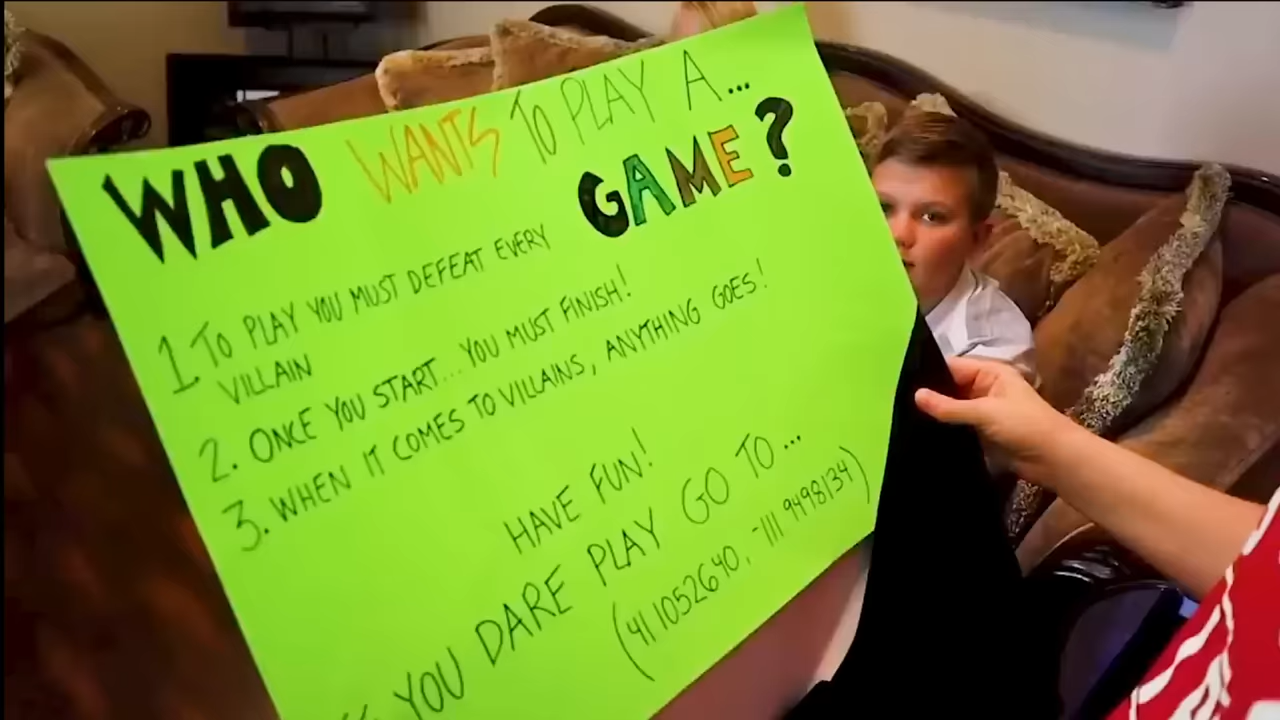 WHO WANTS TO PLAY A...
GAME?
1 TO PLAY YOU MUST DEFEAT EVERY
VILLAIN
2. ONCE YOU START... YOU MUST FINISH!
3. WHEN IT COMES TO VILLAINS, ANYTHING GOES!
HAVE FUN!
YOU DARE PLAY GO TO...
(41 1052640, -111 9498134)